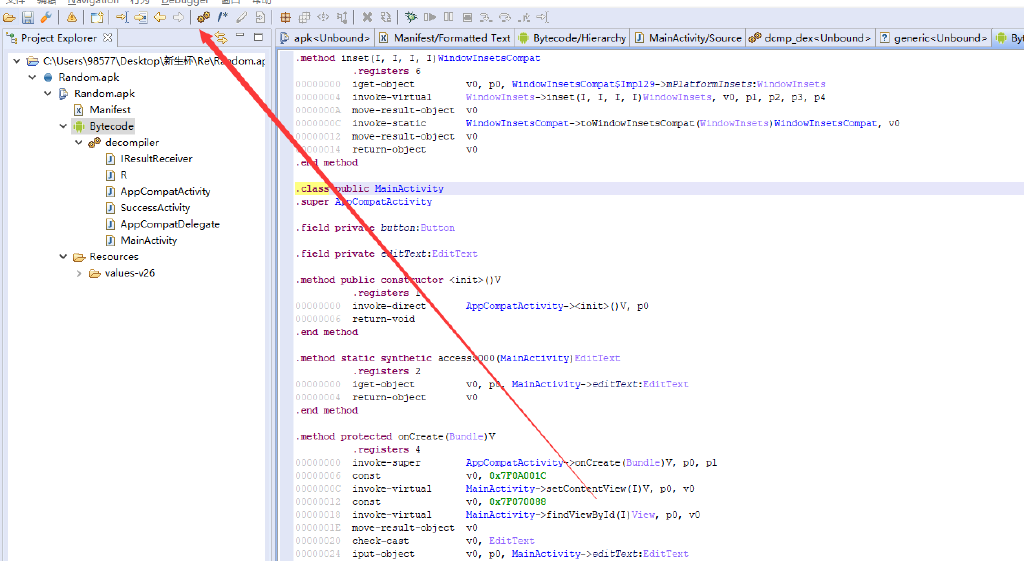 Navigation
Debugger
Project Explorer
C:\Users\98577\Desktop\新生杯\Re\Random.ap
Random.apk
Random.apk
Manifest
Bytecode
decompiler
IResultReceiver
R
AppCompatActivity
SuccessActivity
AppCompatDelegate
MainActivity
Resources
values-v26
apk<Unbound>
Manifest/Formatted Text
Bytecode/Hierarchy
MainActivity/Source
dcmp_dex<Unbound>
generic<Unbound>
.method inset(I, I, I, I)WindowInsetsCompat
.registers 6
00000000 iget-object v0, p0, WindowInsetsCompat$Impl29->mPlatformInsets:WindowInsets
00000004 invoke-virtual WindowInsets->inset(I, I, I, I)WindowInsets, v0, p1, p2, p3, p4
0000000A move-result-object v0
0000000C invoke-static WindowInsetsCompat->toWindowInsetsCompat(WindowInsets)WindowInsetsCompat, v0
00000012 move-result-object v0
00000014 return-object v0
.end method
.class public MainActivity
.super AppCompatActivity
.field private button:Button
.field private editText:EditText
.method public constructor <init>()V
.registers 1
00000000 invoke-direct AppCompatActivity-><init>()V, p0
00000006 return-void
.end method
.method static synthetic access$000(MainActivity)EditText
.registers 2
00000000 iget-object v0, p0, MainActivity->editText:EditText
00000004 return-object v0
.end method
.method protected onCreate(Bundle)V
.registers 4
00000000 invoke-super AppCompatActivity->onCreate(Bundle)V, p0, p1
00000006 const v0, 0x7F0A001C
0000000C invoke-virtual MainActivity->setContentView(I)V, p0, v0
00000012 const v0, 0x7F070088
00000018 invoke-virtual MainActivity->findViewById(I)View, p0, v0
0000001E move-result-object v0
00000020 check-cast v0, EditText
00000024 iput-object v0, p0, MainActivity->editText:EditText